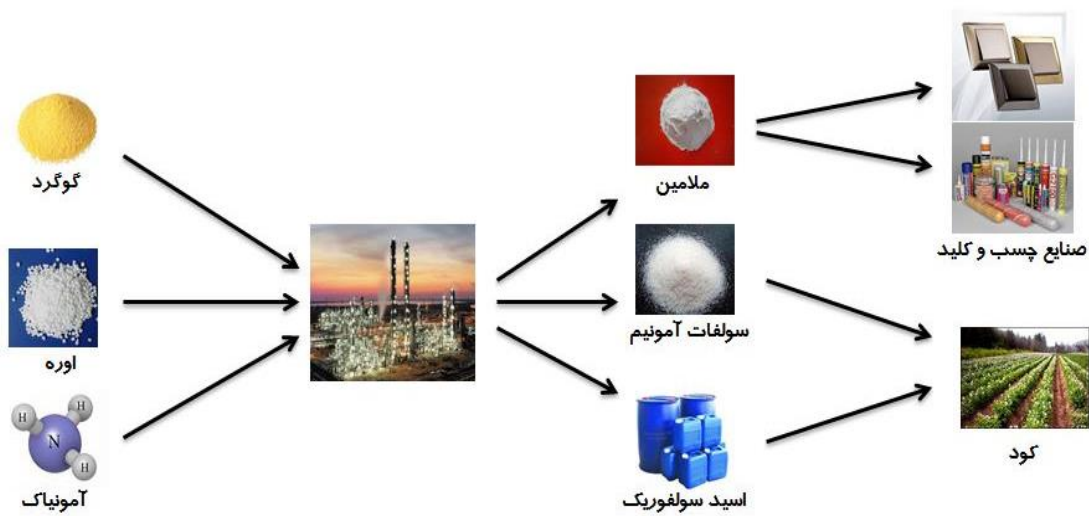 گوگرد
اوره
H
N
H
H
آمونیاک
ملامین
سولفات آمونیم
اسید سولفوریک
صنایع چسب و کلید
کود